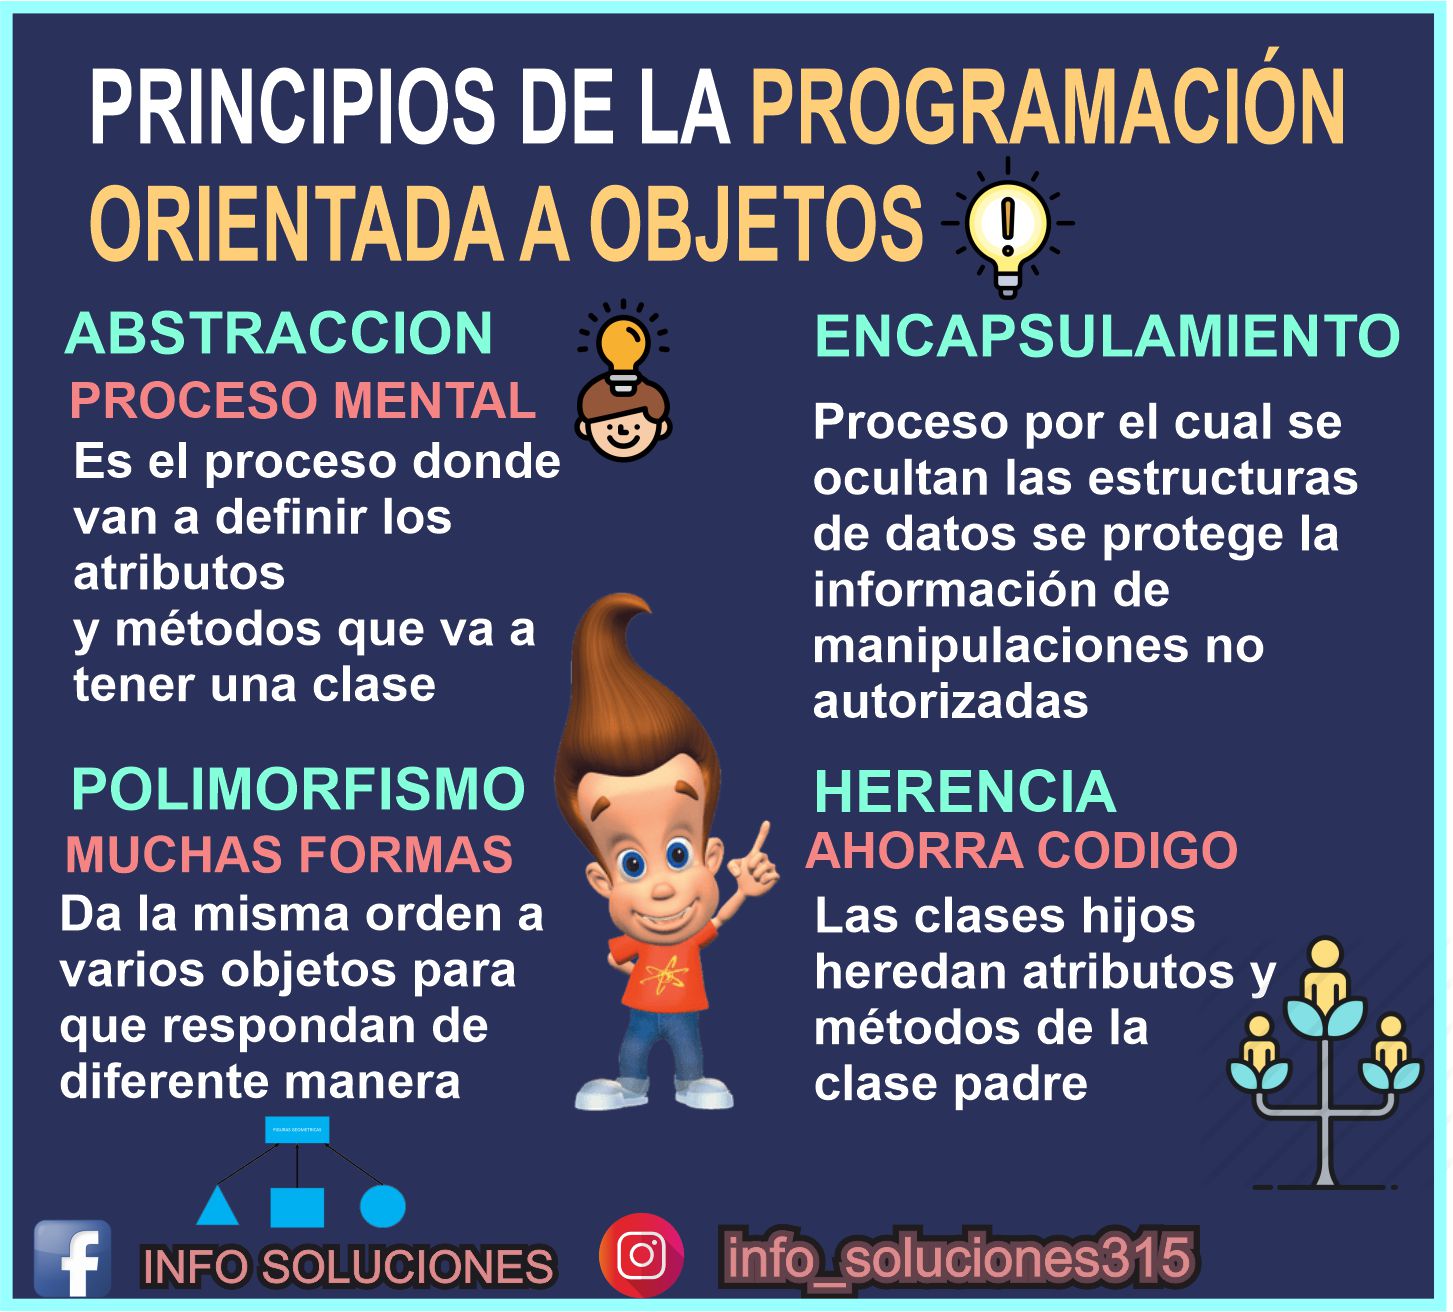 PRINCIPIOS DE LA PROGRAMACIÓN
ORIENTADA A OBJETOS
ABSTRACCION
PROCESO MENTAL
Es el proceso donde
van a definir los
atributos
y métodos que va a
tener una clase
ENCAPSULAMIENTO
Proceso por el cual se
ocultan las estructuras
de datos se protege la
información de
manipulaciones no
autorizadas
POLIMORFISMO
MUCHAS FORMAS
Da la misma orden a
varios objetos para
que respondan de
diferente manera
FIGURAS GEOMETRICAS
HERENCIA
AHORRA CODIGO
Las clases hijos
heredan atributos y
métodos de la
clase padre
INFO SOLUCIONES
info_soluciones315